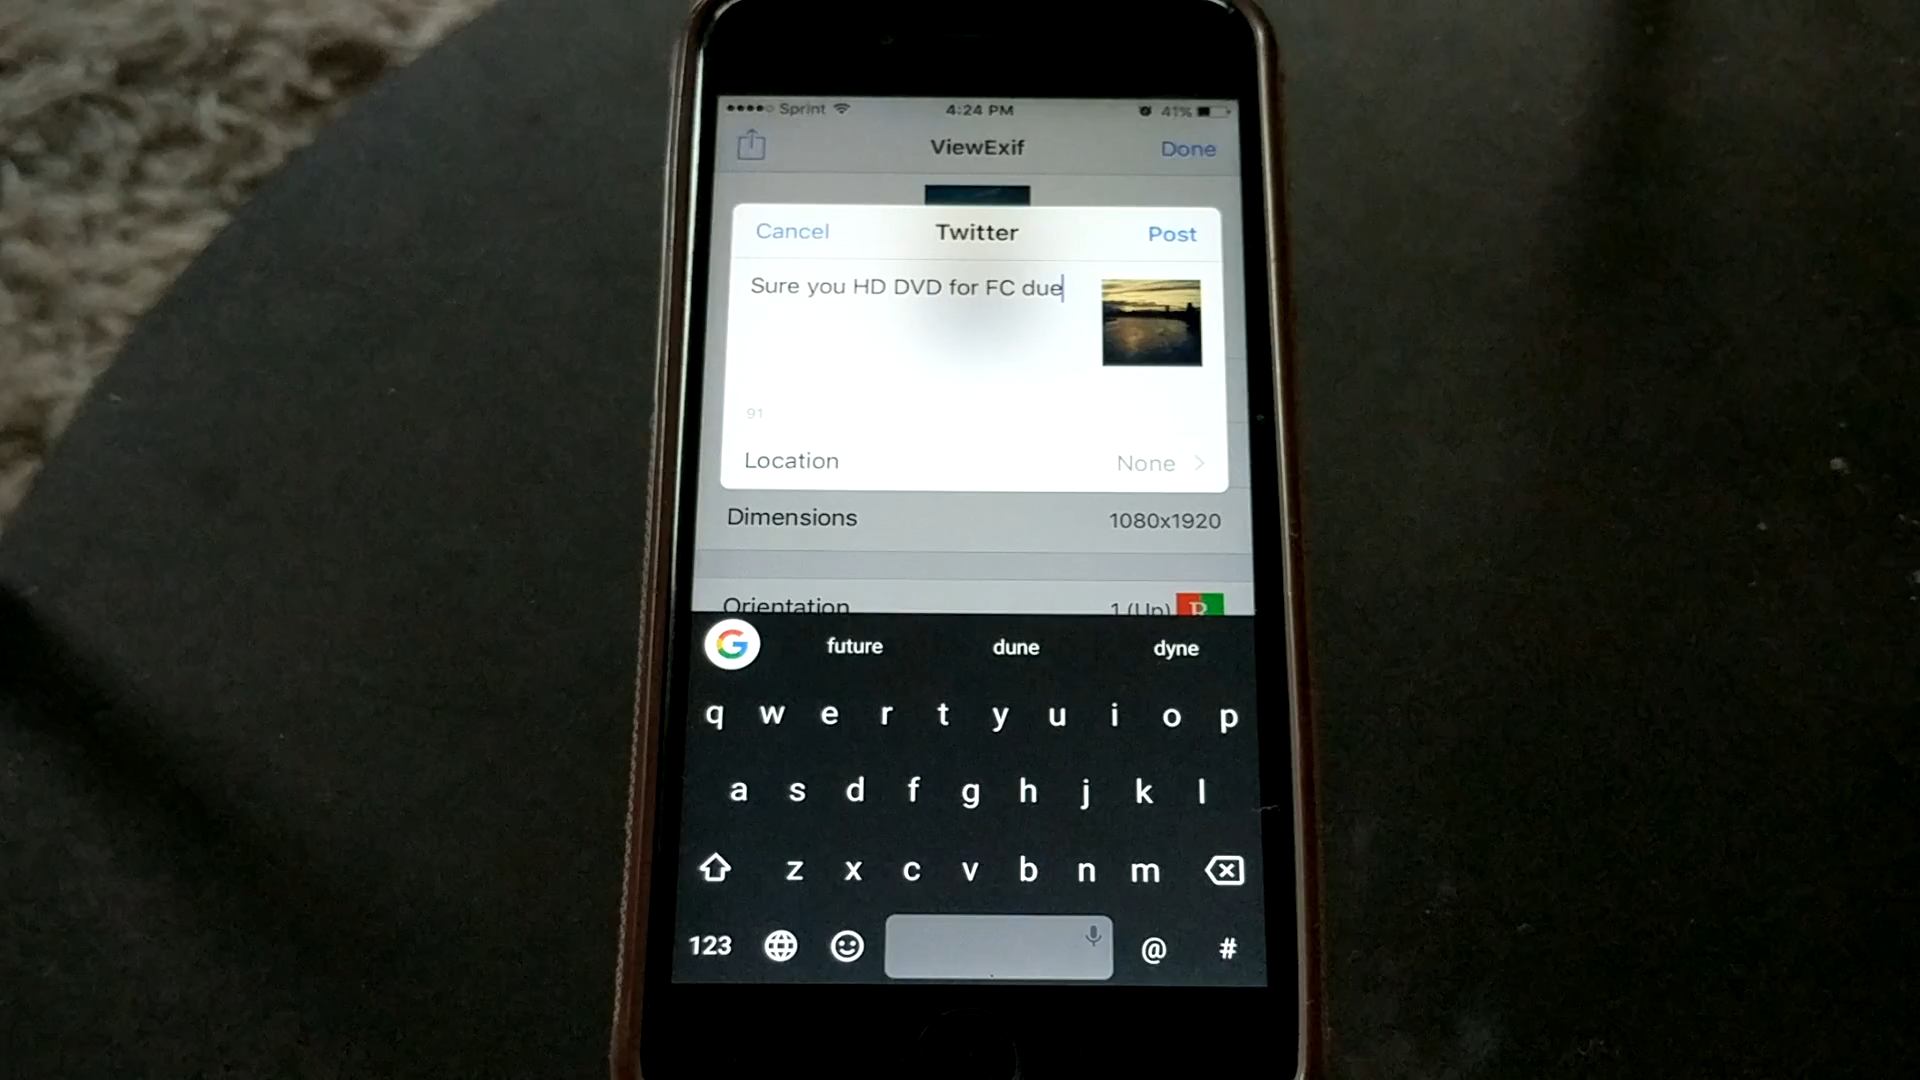 Sprint 4:24 PM 41%
ViewExif Done
Cancel Twitter Post
Sure you HD DVD for FC due
91
Location None
Dimensions 1080x1920
Orientation 1 (Up) R
G future dune dyne
q w e r t y u i o p
a s d f g h j k l
z x c v b n m
123 @ #